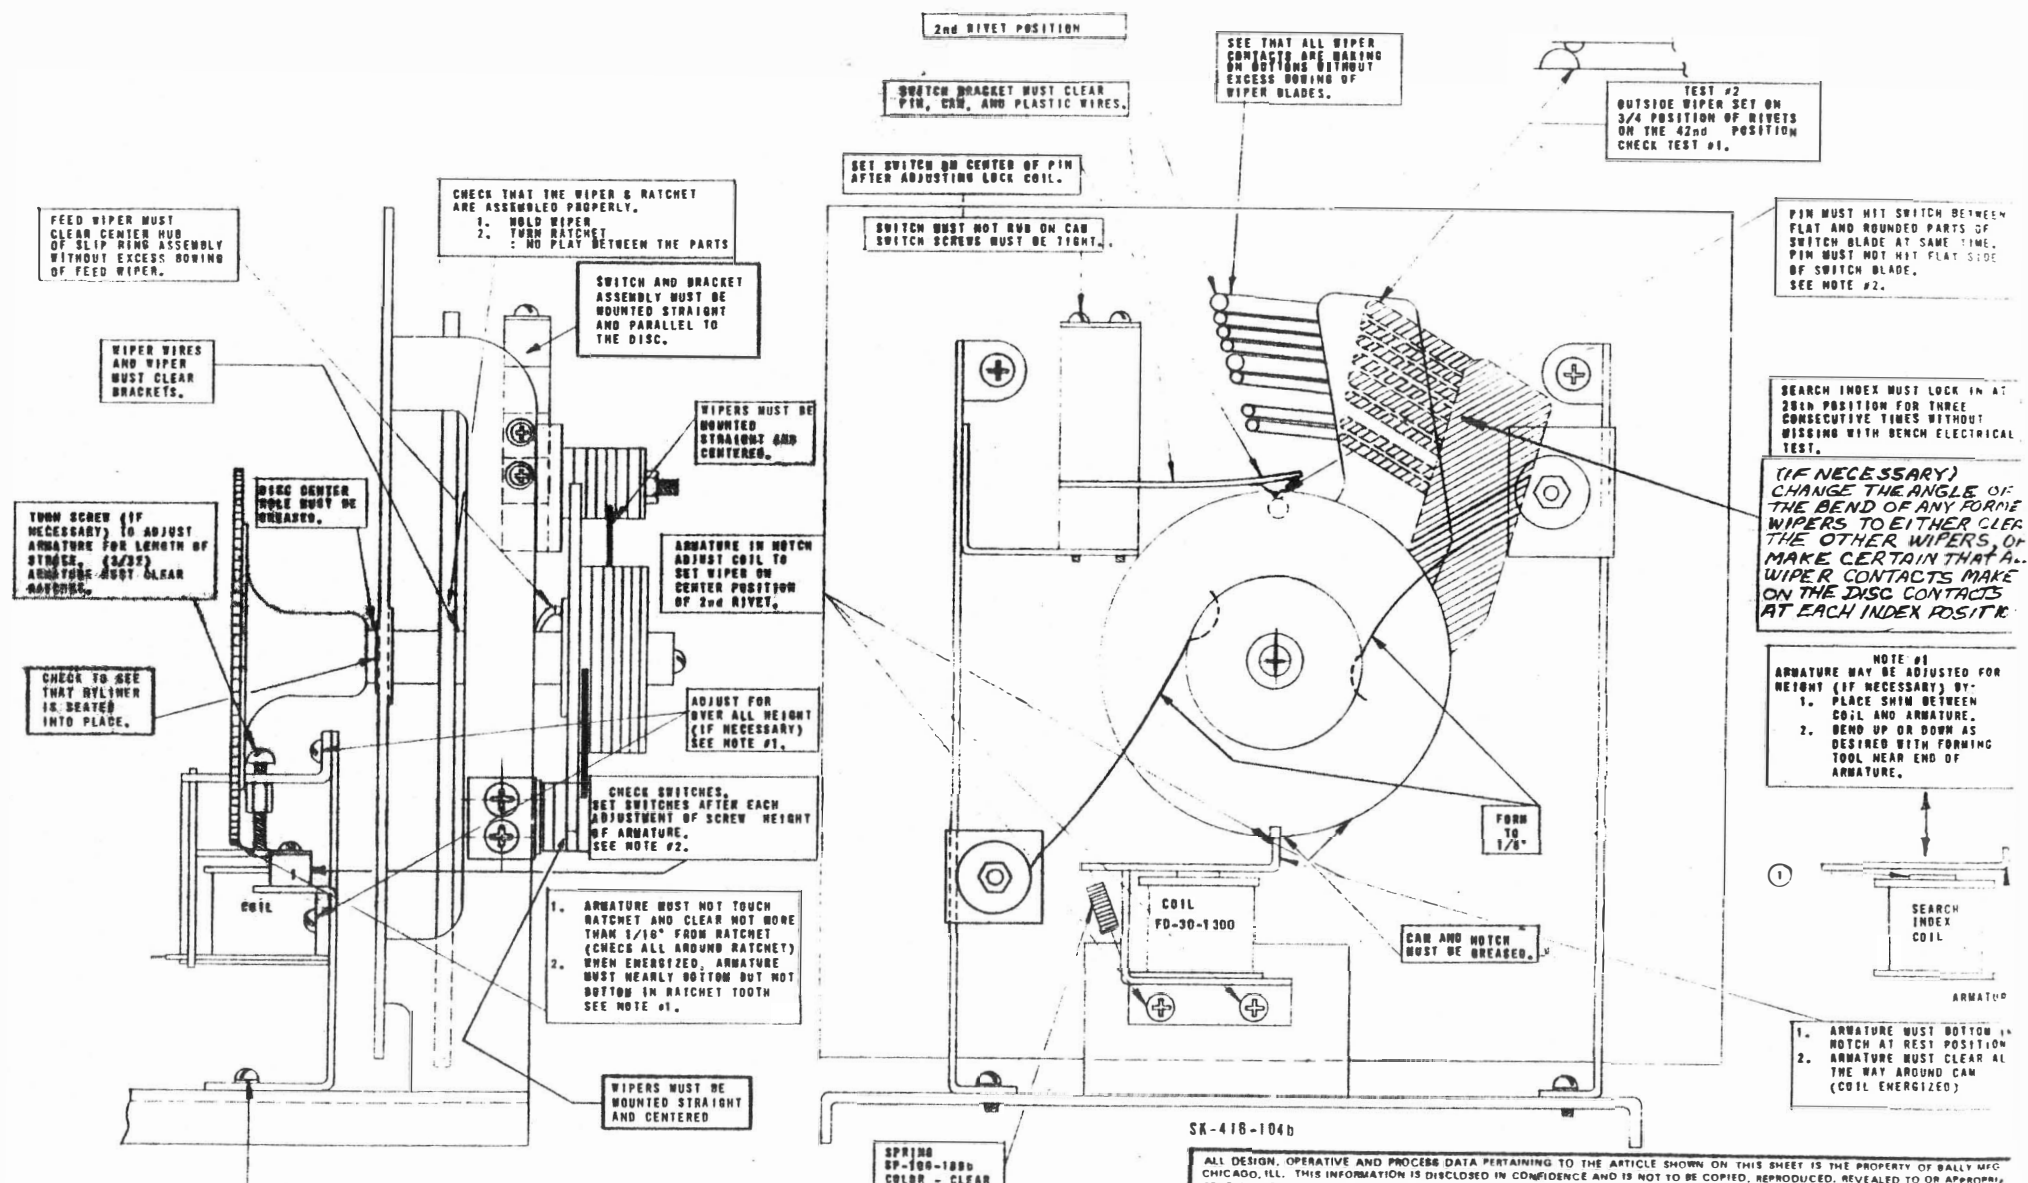 2nd RIVET POSITION
SWITCH BRACKET MUST CLEAR
PIN, CAM, AND PLASTIC WIRES.
SEE THAT ALL WIPER
CONTACTS ARE MAKING
ON BUTTONS WITHOUT
EXCESS BOWING OF
WIPER BLADES.
TEST #2
OUTSIDE WIPER SET ON
3/4 POSITION OF RIVETS
ON THE 42nd POSITION
CHECK TEST #1.
SET SWITCH ON CENTER OF PIN
AFTER ADJUSTING LOCK COIL.
SWITCH MUST NOT RUB ON CAM
SWITCH SCREWS MUST BE TIGHT.
CHECK THAT THE WIPER & RATCHET
ARE ASSEMBLED PROPERLY.
1. HOLD WIPER
2. TURN RATCHET
: NO PLAY BETWEEN THE PARTS
FEED WIPER MUST
CLEAR CENTER HUB
OF SLIP RING ASSEMBLY
WITHOUT EXCESS BOWING
OF FEED WIPER.
SWITCH AND BRACKET
ASSEMBLY MUST BE
MOUNTED STRAIGHT
AND PARALLEL TO
THE DISC.
WIPER WIRES
AND WIPER
MUST CLEAR
BRACKETS.
WIPERS MUST BE
MOUNTED
STRAIGHT AND
CENTERED.
DISC CENTER
HOLE MUST BE
GREASED.
TURN SCREW (IF
NECESSARY) TO ADJUST
ARMATURE FOR LENGTH OF
STROKE. (3/32)
ARMATURE MUST CLEAR
RATCHET.
ARMATURE IN NOTCH
ADJUST COIL TO
SET WIPER ON
CENTER POSITION
OF 2nd RIVET.
CHECK TO SEE
THAT NYLINER
IS SEATED
INTO PLACE.
ADJUST FOR
OVER ALL HEIGHT
(IF NECESSARY)
SEE NOTE #1.
CHECK SWITCHES.
SET SWITCHES AFTER EACH
ADJUSTMENT OF SCREW HEIGHT
OF ARMATURE.
SEE NOTE #2.
1
COIL
1. ARMATURE MUST NOT TOUCH
RATCHET AND CLEAR NOT MORE
THAN 1/16" FROM RATCHET
(CHECK ALL AROUND RATCHET)
2. WHEN ENERGIZED, ARMATURE
MUST NEARLY BOTTOM BUT NOT
BOTTOM IN RATCHET TOOTH
SEE NOTE #1.
WIPERS MUST BE
MOUNTED STRAIGHT
AND CENTERED
PIN MUST HIT SWITCH BETWEEN
FLAT AND ROUNDED PARTS OF
SWITCH BLADE AT SAME TIME.
PIN MUST NOT HIT FLAT SIDE
OF SWITCH BLADE.
SEE NOTE #2.
SEARCH INDEX MUST LOCK IN AT
POSITION FOR THREE
CONSECUTIVE TIMES WITHOUT
MISSING WITH BENCH ELECTRICAL
TEST.
(IF NECESSARY)
CHANGE THE ANGLE OF
THE BEND OF ANY FORME
WIPERS TO EITHER CLEA
THE OTHER WIPERS, OR
MAKE CERTAIN THAT A
WIPER CONTACTS MAKE
ON THE DISC CONTACTS
AT EACH INDEX POSITI
NOTE #1
ARMATURE MAY BE ADJUSTED FOR
HEIGHT (IF NECESSARY) BY-
1. PLACE SHIM BETWEEN
COIL AND ARMATURE.
2. BEND UP OR DOWN AS
DESIRED WITH FORMING
TOOL NEAR END OF
ARMATURE.
FORM
TO
1/8"
COIL
FD-30-1300
CAM AND NOTCH
MUST BE GREASED.
1
SEARCH
INDEX
COIL
ARMATUR
1. ARMATURE MUST BOTTOM IN
NOTCH AT REST POSITION
2. ARMATURE MUST CLEAR AL
THE WAY AROUND CAM
(COIL ENERGIZED)
SK-416-104b
SPRING
COLOR - CLEAR
ALL DESIGN, OPERATIVE AND PROCESS DATA PERTAINING TO THE ARTICLE SHOWN ON THIS SHEET IS THE PROPERTY OF BALLY MFG
CHICAGO, ILL. THIS INFORMATION IS DISCLOSED IN CONFIDENCE AND IS NOT TO BE COPIED, REPRODUCED, REVEALED TO OR APPROPRI